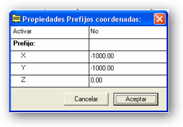 Propiedades Prefijos coordenadas:
Activar No
Prefijo:
X -1000.00
Y -1000.00
Z 0.00
Cancelar Aceptar